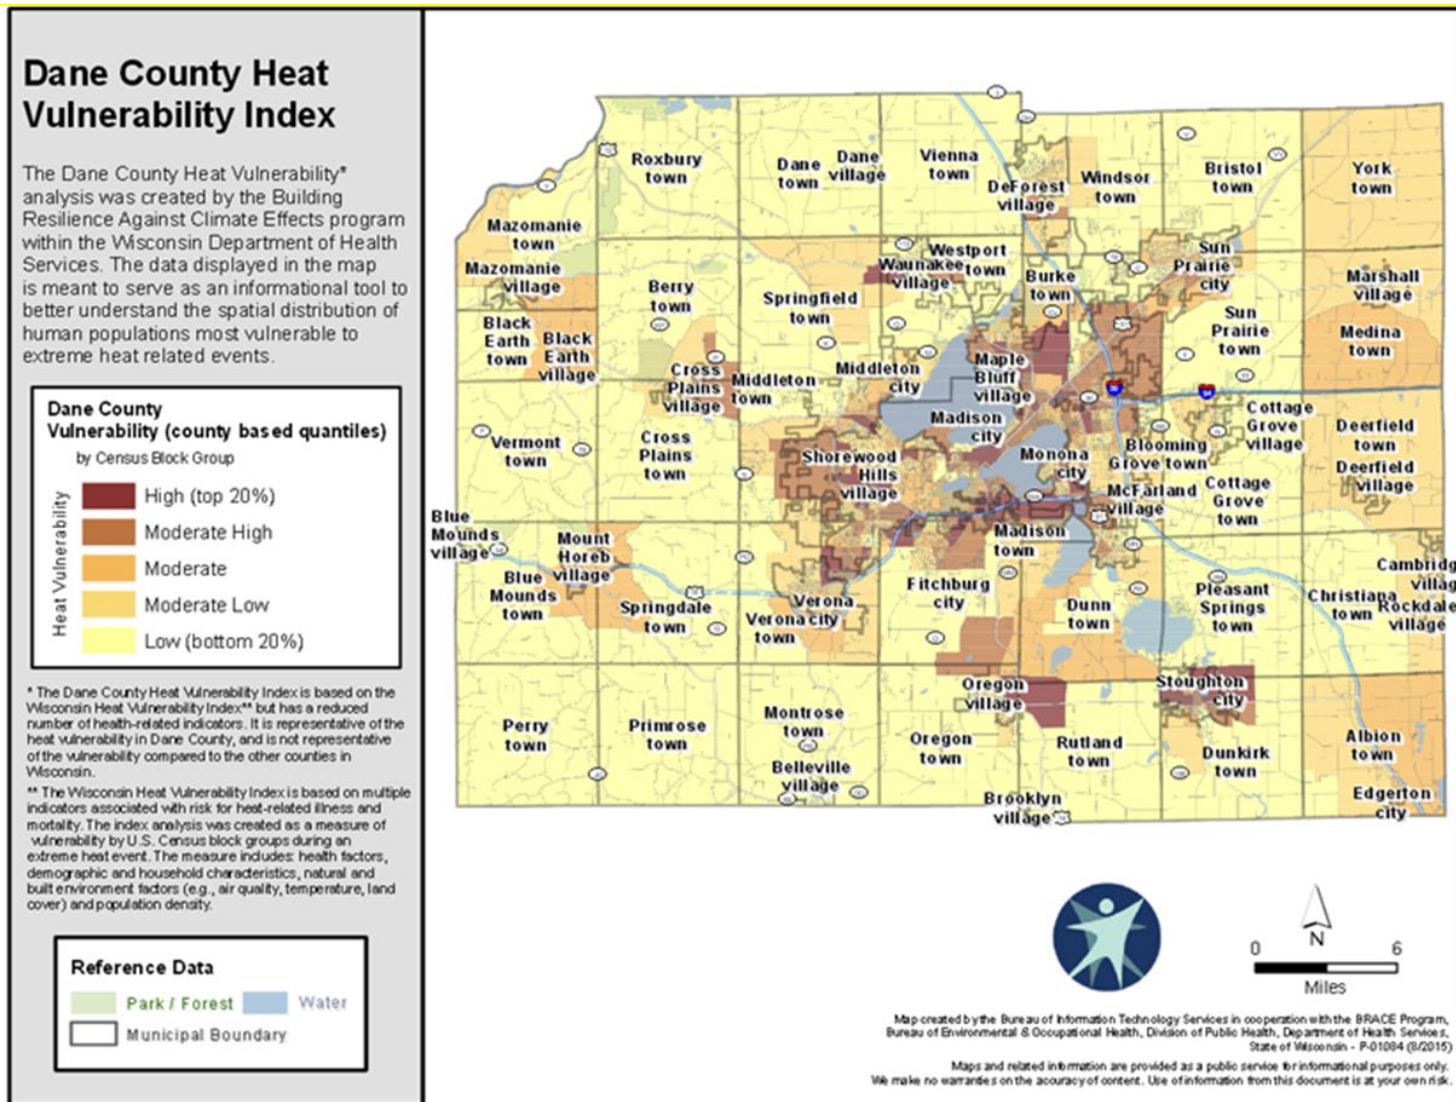 Dane County Heat
Vulnerability Index
The Dane County Heat Vulnerability*
analysis was created by the Building
Resilience Against Climate Effects program
within the Wisconsin Department of Health
Services. The data displayed in the map
is meant to serve as an informational tool to
better understand the spatial distribution of
human populations most vulnerable to
extreme heat related events.
Dane County
Vulnerability (county based quantiles)
by Census Block Group
Heat Vulnerability
High (top 20%)
Moderate High
Moderate
Moderate Low
Low (bottom 20%)
* The Dane County Heat Vulnerability Index is based on the
Wisconsin Heat Vulnerability Index** but has a reduced
number of health-related indicators. It is representative of the
heat vulnerability in Dane County, and is not representative
of the vulnerability compared to the other counties in
Wisconsin.
** The Wisconsin Heat Vulnerability Index is based on multiple
indicators associated with risk for heat-related illness and
mortality. The index analysis was created as a measure of
vulnerability by U.S. Census block groups during an
extreme heat event. The measure includes: health factors,
demographic and household characteristics, natural and
built environment factors (e.g., air quality, temperature, land
cover) and population density.
Reference Data
Park / Forest
Water
Municipal Boundary
Roxbury
town
Dane
town
Dane
village
Vienna
town
DeForest
village
Windsor
town
Bristol
town
York
town
Mazomanie
town
Mazomanie
village
Berry
town
Springfield
town
Waunakee
village
Westport
town
Burke
town
Sun
Prairie
city
Sun
Prairie
town
Marshall
village
Medina
town
Black
Earth
town
Black
Earth
village
Cross
Plains
village
Middleton
town
Middleton
city
Maple
Bluff
village
Madison
city
Vermont
town
Cross
Plains
town
Shorewood
Hills
village
Monona
city
Blooming
Grove town
Cottage
Grove
village
Deerfield
town
Deerfield
village
McFarland
village
Cottage
Grove
town
Blue
Mounds
village
Mount
Horeb
village
Blue
Mounds
town
Springdale
town
Verona
city
Verona
town
Fitchburg
city
Madison
town
Dunn
town
Pleasant
Springs
town
Christiana
town
Cambridg
villag
Rockdale
village
Perry
town
Primrose
town
Montrose
town
Belleville
village
Oregon
village
Oregon
town
Brooklyn
village
Rutland
town
Stoughton
city
Dunkirk
town
Albion
town
Edgerton
city
N
0 6
Miles
Map created by the Bureau of Information Technology Services in cooperation with the BRACE Program,
Bureau of Environmental & Occupational Health, Division of Public Health, Department of Health Services,
State of Wisconsin - P-01084 (8/2015)
Maps and related information are provided as a public service for informational purposes only.
We make no warranties on the accuracy of content. Use of information from this document is at your own risk.